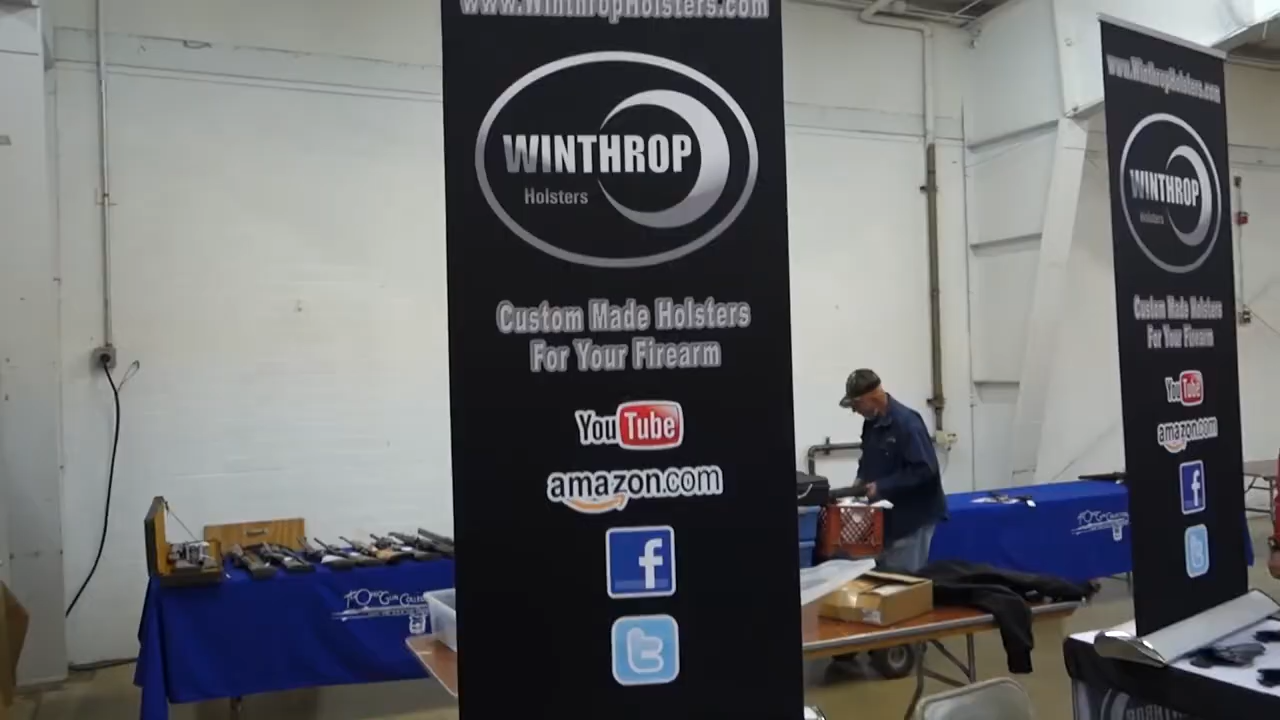 www.WinthropHolsters.com
WINTHROP
Holsters
Custom Made Holsters
For Your Firearm
YouTube
amazon.com
f
t
www.WinthropHolsters.com
WINTHROP
Holsters
Custom Made Holsters
For Your Firearm
YouTube
amazon.com
f
t